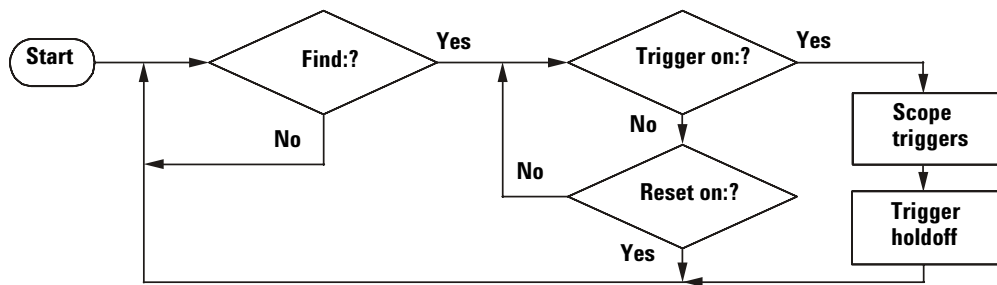 Start
Find:?
Yes
No
Trigger on:?
Yes
No
Scope
triggers
Reset on:?
No
Yes
Trigger
holdoff